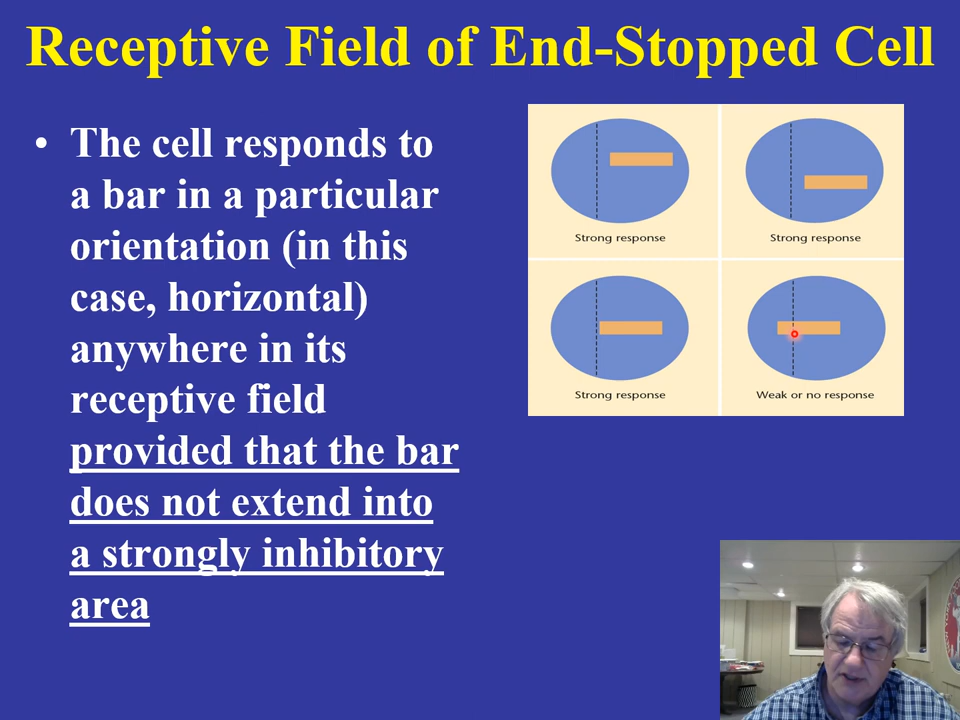 Receptive Field of End-Stopped Cell
• The cell responds to
a bar in a particular
orientation (in this
case, horizontal)
anywhere in its
receptive field
provided that the bar
does not extend into
a strongly inhibitory
area
Strong response
Strong response
Strong response
Weak or no response